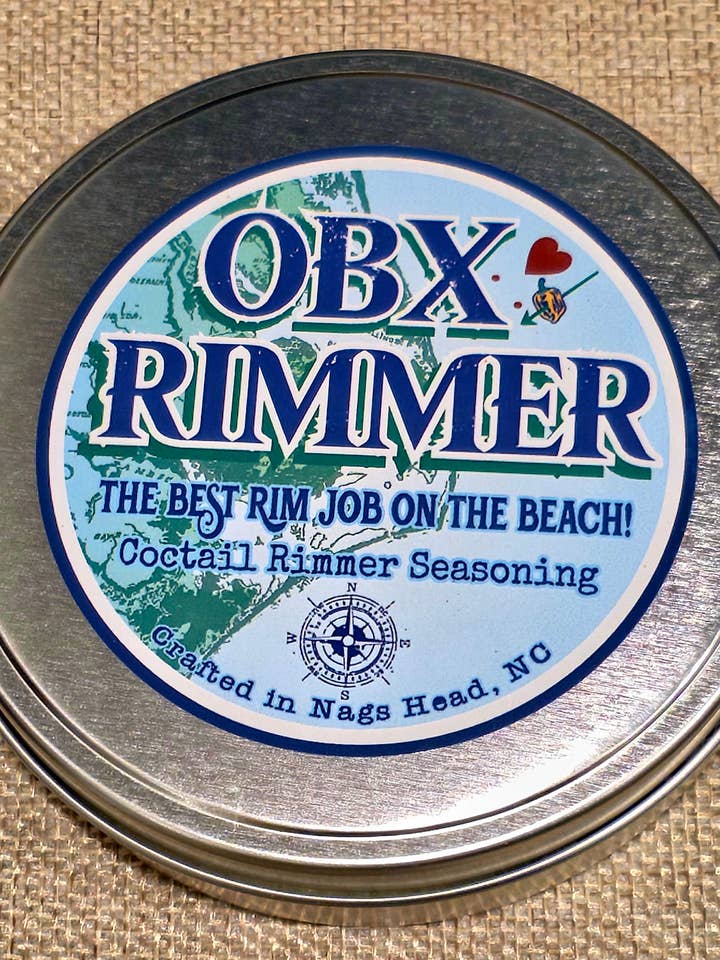 OBX
RIMMER
THE BEST RIM JOB ON THE BEACH!
Coctail Rimmer Seasoning
N
W E
S
Crafted in Nags Head, NC